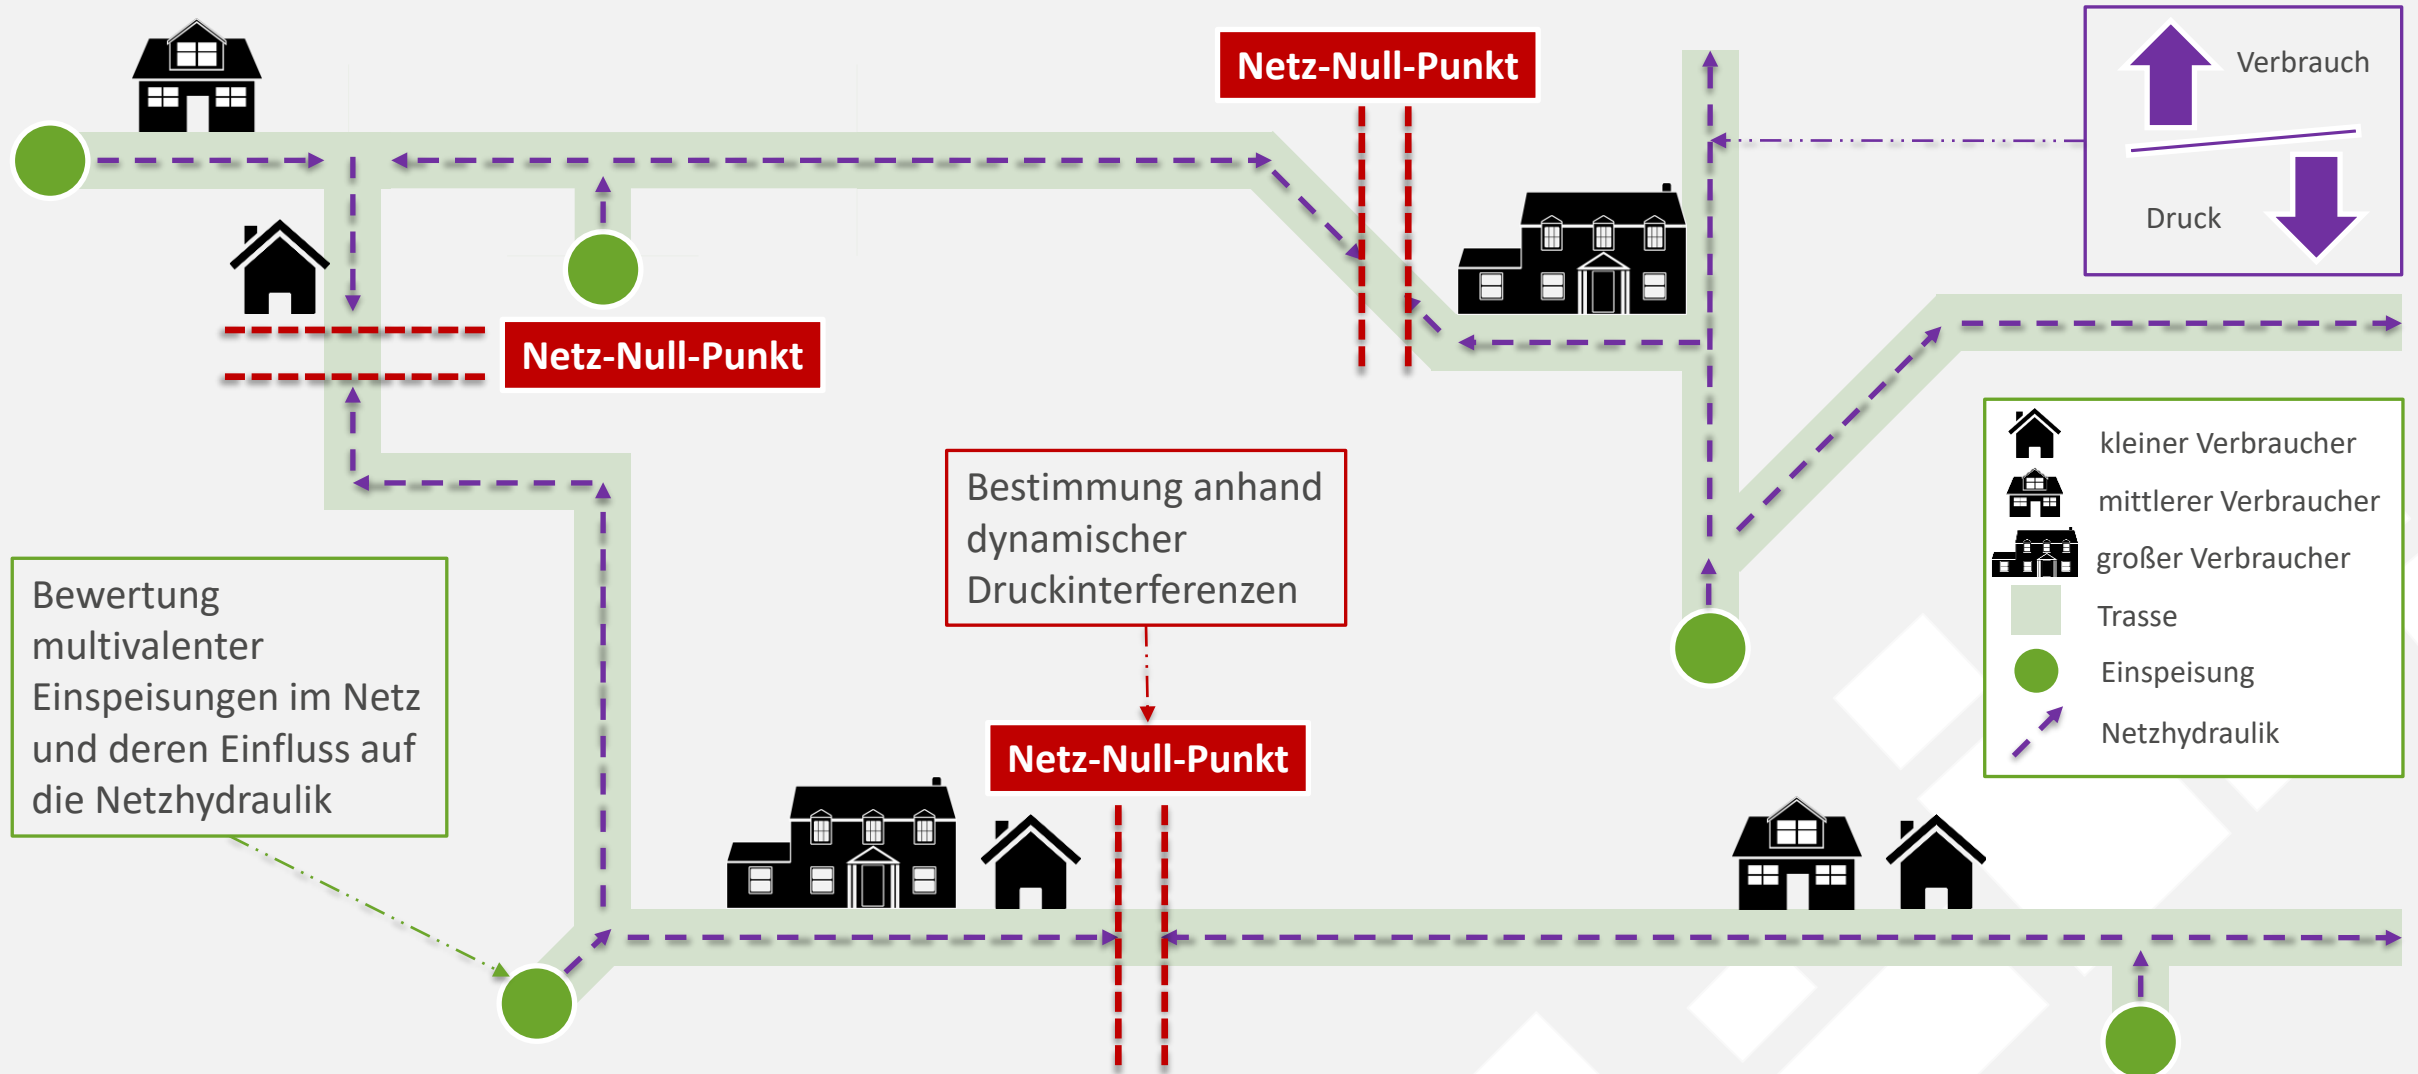 Netz-Null-Punkt
Verbrauch
Druck
Netz-Null-Punkt
kleiner Verbraucher
mittlerer Verbraucher
großer Verbraucher
Trasse
Einspeisung
Netzhydraulik
Bestimmung anhand
dynamischer
Druckinterferenzen
Bewertung
multivalenter
Einspeisungen im Netz
und deren Einfluss auf
die Netzhydraulik
Netz-Null-Punkt